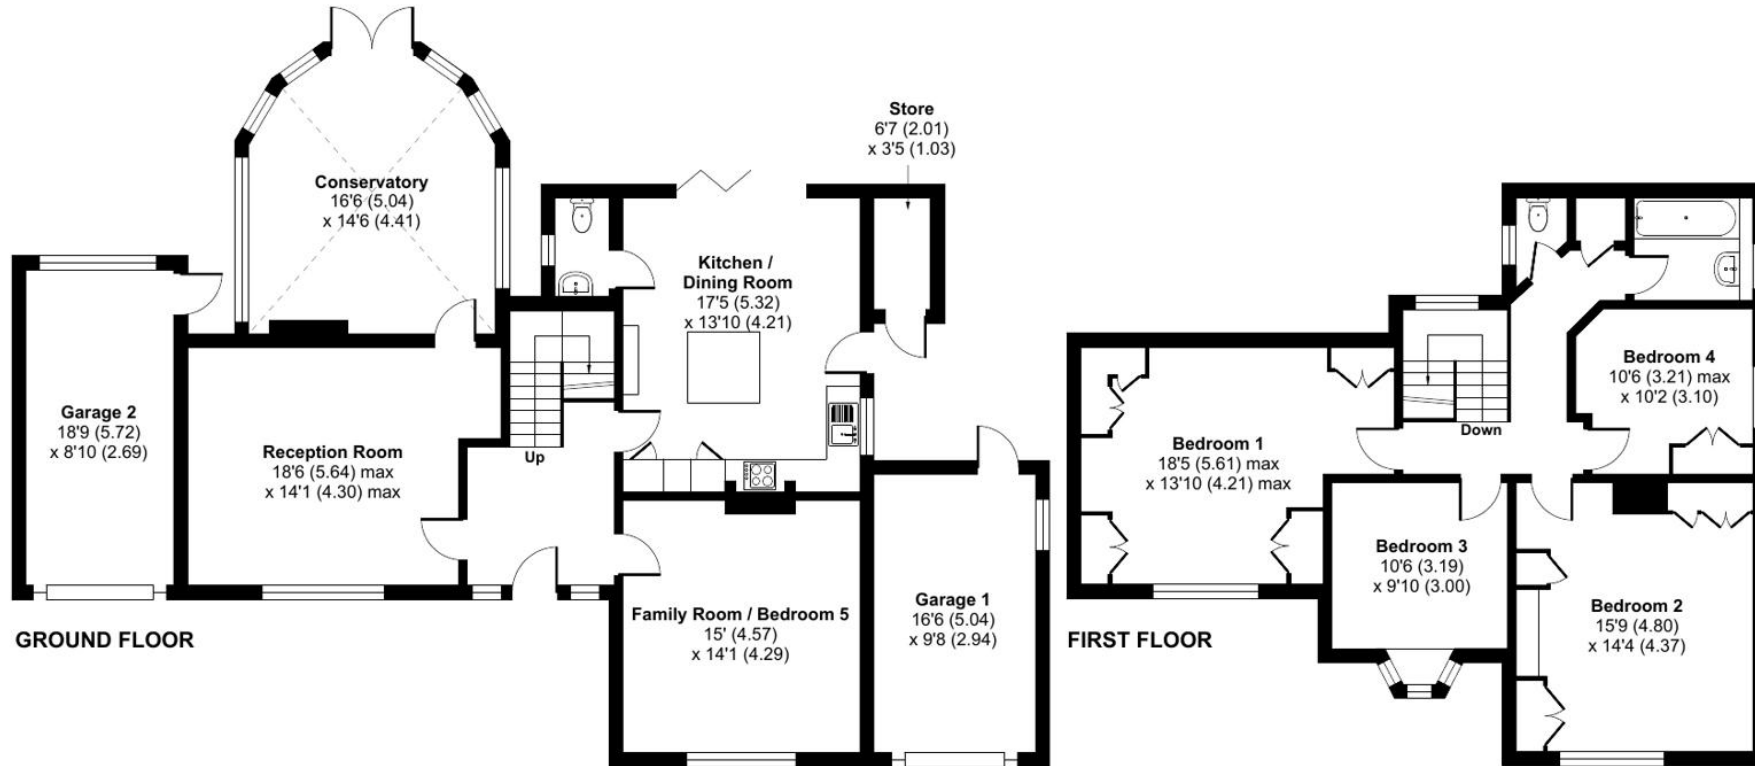 Store
6'7 (2.01)
x 3'5 (1.03)
Conservatory
16'6 (5.04)
x 14'6 (4.41)
Kitchen /
Dining Room
17'5 (5.32)
x 13'10 (4.21)
Garage 2
18'9 (5.72)
x 8'10 (2.69)
Reception Room
18'6 (5.64) max
x 14'1 (4.30) max
Up
Family Room / Bedroom 5
15' (4.57)
x 14'1 (4.29)
Garage 1
16'6 (5.04)
x 9'8 (2.94)
GROUND FLOOR
Bedroom 4
10'6 (3.21) max
x 10'2 (3.10)
Down
Bedroom 1
18'5 (5.61) max
x 13'10 (4.21) max
Bedroom 3
10'6 (3.19)
x 9'10 (3.00)
Bedroom 2
15'9 (4.80)
x 14'4 (4.37)
FIRST FLOOR